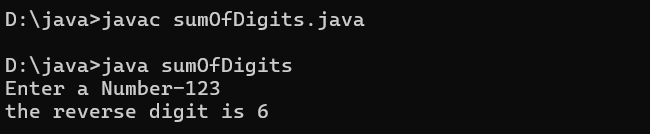 D:\java>javac sumOfDigits.java
D:\java>java sumOfDigits
Enter a Number-123
the reverse digit is 6